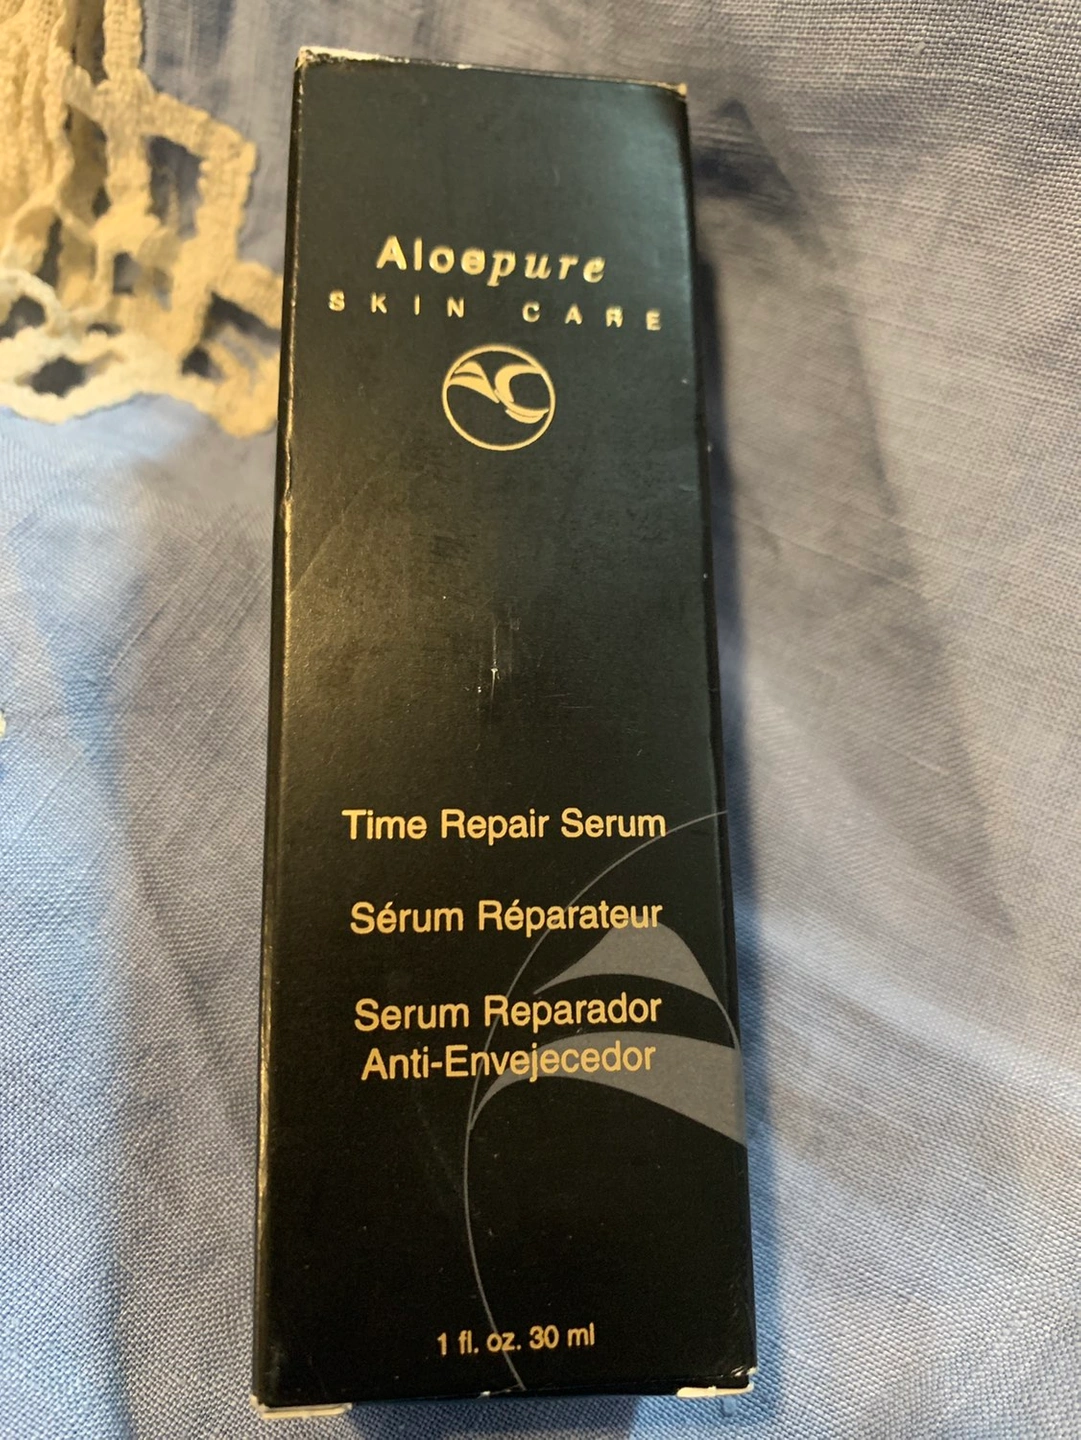 Aloepure
SKIN CARE
Time Repair Serum
Sérum Réparateur
Serum Reparador
Anti-Envejecedor
1 fl. oz. 30 ml